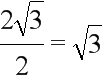 2√3/2 = √3